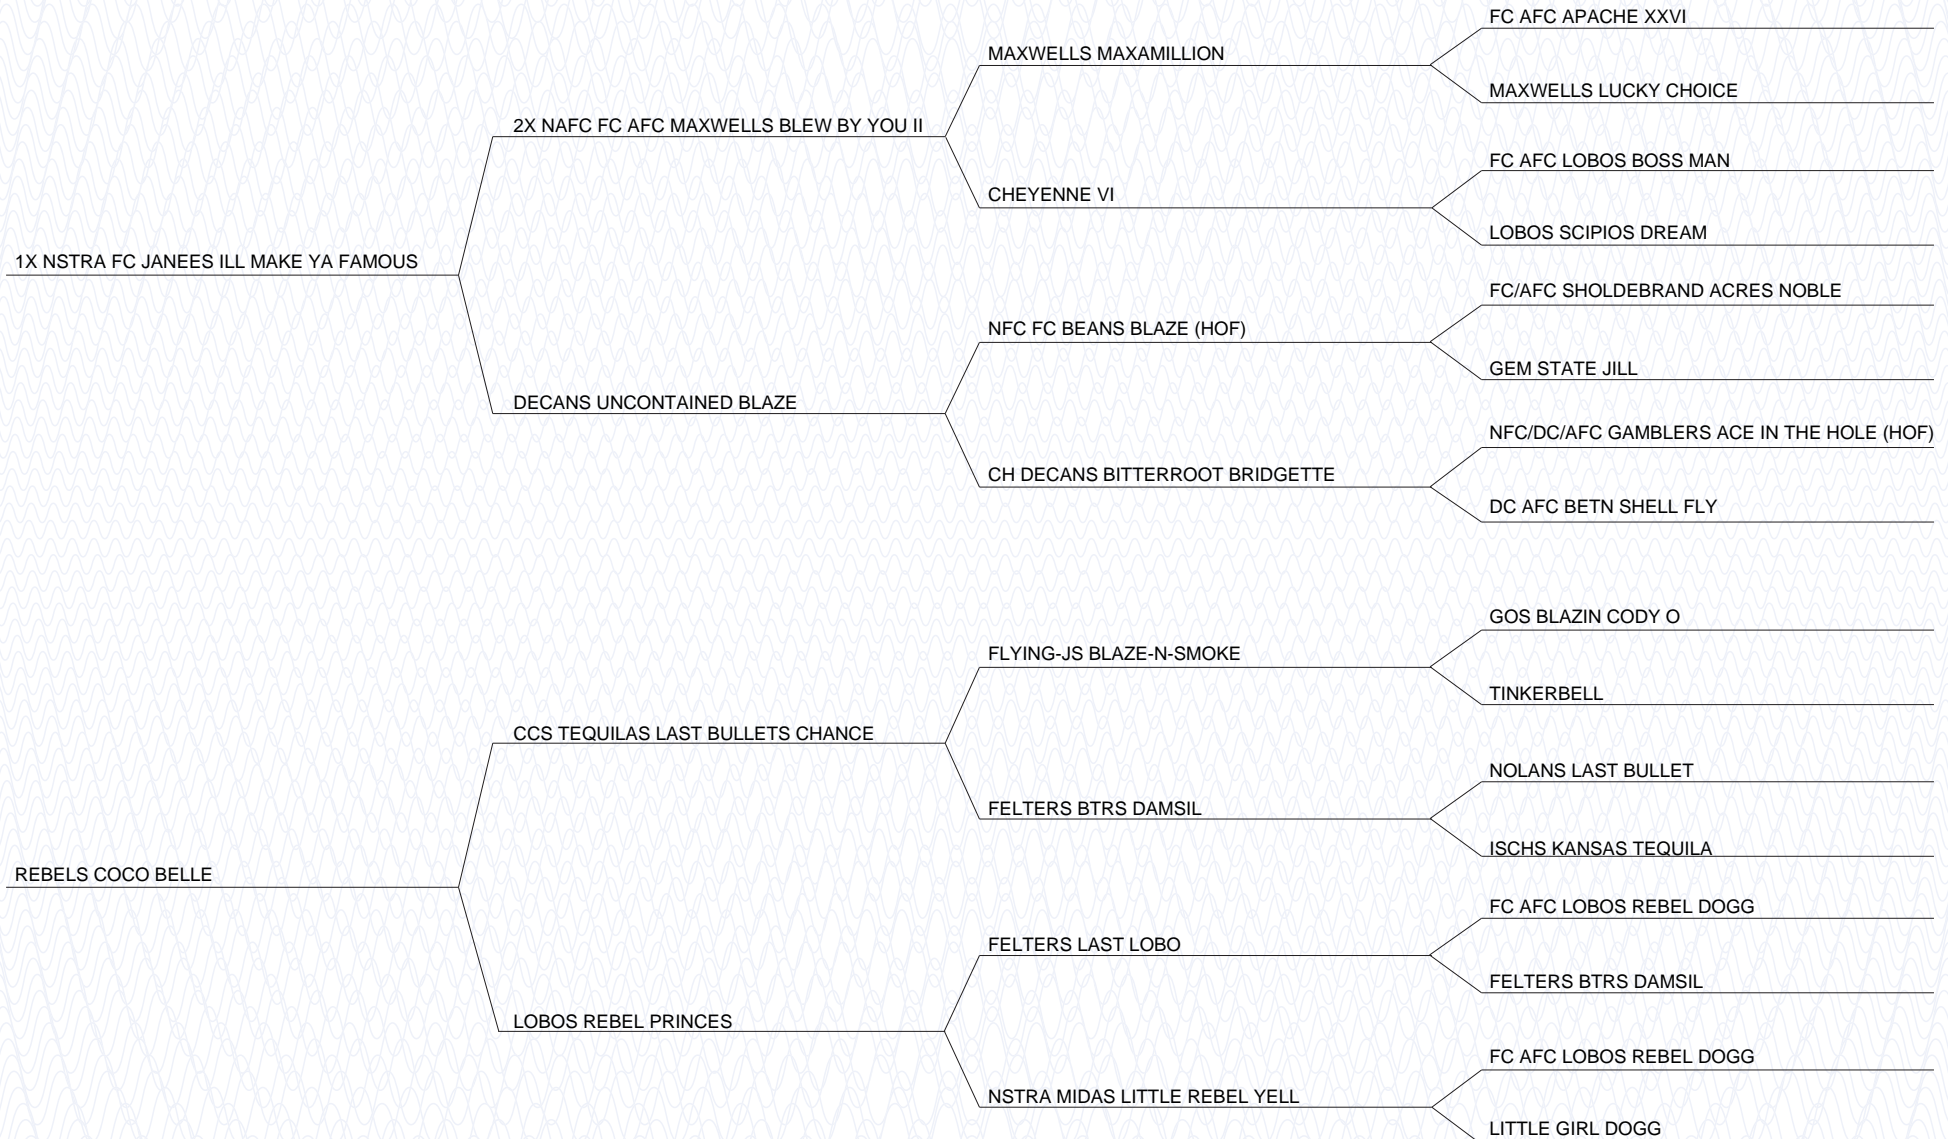 FC AFC APACHE XXVI
MAXWELLS MAXAMILLION
MAXWELLS LUCKY CHOICE
2X NAFC FC AFC MAXWELLS BLEW BY YOU II
FC AFC LOBOS BOSS MAN
CHEYENNE VI
LOBOS SCIPIOS DREAM
1X NSTRA FC JANEES ILL MAKE YA FAMOUS
FC/AFC SHOLDEBRAND ACRES NOBLE
NFC FC BEANS BLAZE (HOF)
GEM STATE JILL
DECANS UNCONTAINED BLAZE
NFC/DC/AFC GAMBLERS ACE IN THE HOLE (HOF)
CH DECANS BITTERROOT BRIDGETTE
DC AFC BETN SHELL FLY
GOS BLAZIN CODY O
FLYING-JS BLAZE-N-SMOKE
TINKERBELL
CCS TEQUILAS LAST BULLETS CHANCE
NOLANS LAST BULLET
FELTERS BTRS DAMSIL
ISCHS KANSAS TEQUILA
REBELS COCO BELLE
FC AFC LOBOS REBEL DOGG
FELTERS LAST LOBO
FELTERS BTRS DAMSIL
LOBOS REBEL PRINCES
FC AFC LOBOS REBEL DOGG
NSTRA MIDAS LITTLE REBEL YELL
LITTLE GIRL DOGG